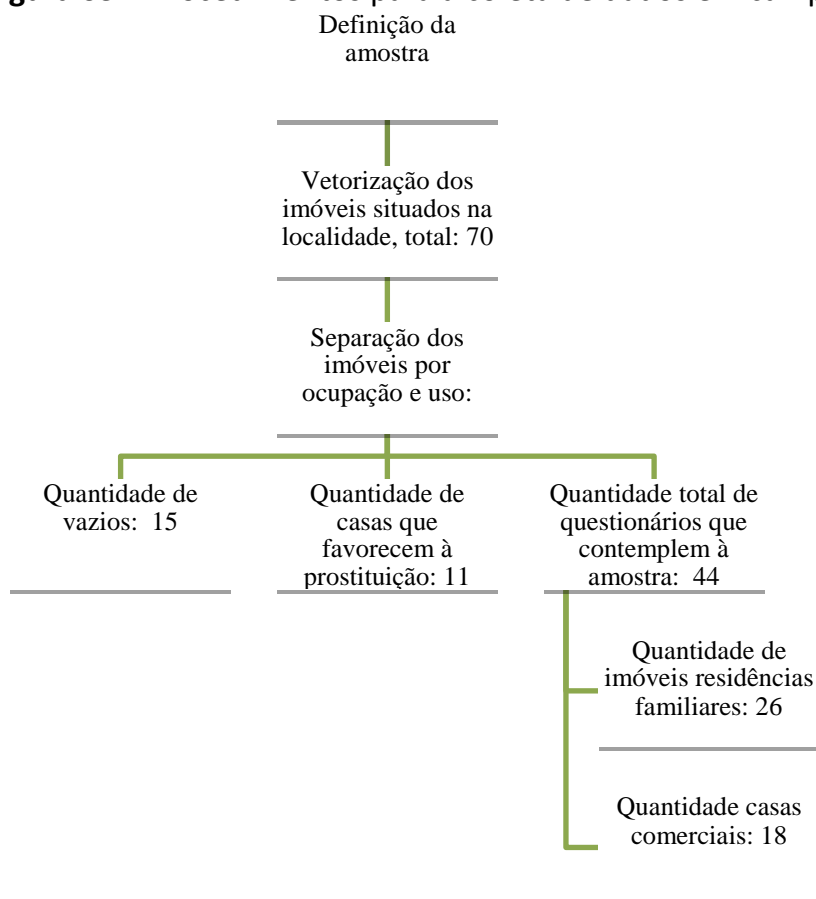 Definição da
amostra
Vetorização dos
imóveis situados na
localidade, total: 70
Separação dos
imóveis por
ocupação e uso:
Quantidade de
vazios: 15
Quantidade de
casas que
favorecem à
prostituição: 11
Quantidade total de
questionários que
contemplem à
amostra: 44
Quantidade de
imóveis residências
familiares: 26
Quantidade casas
comerciais: 18